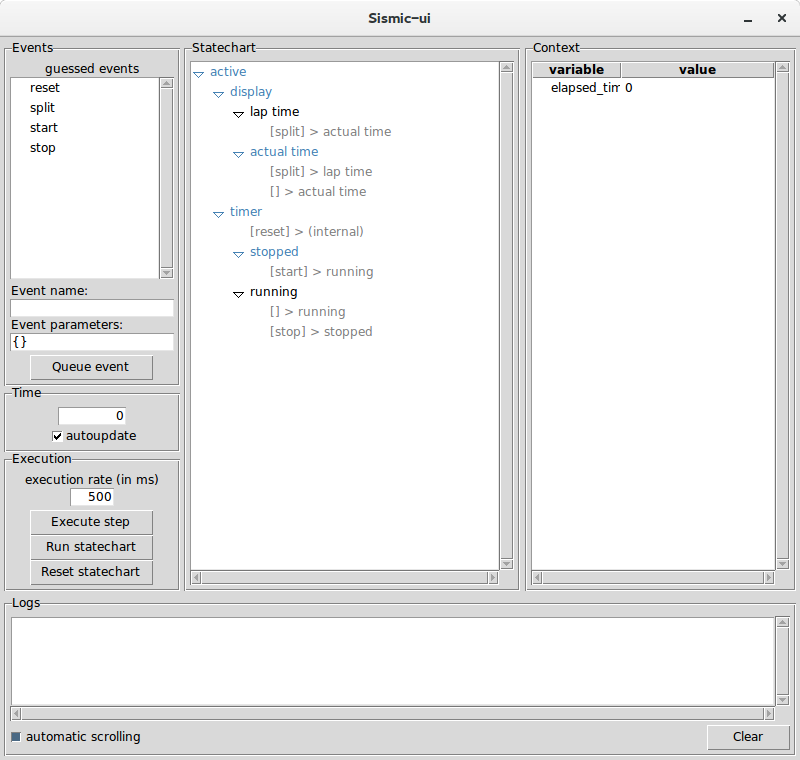 Sismic-ui
Events
guessed events
reset
split
start
stop
Event name:
Event parameters:
{}
Queue event
Time
0
autoupdate
Execution
execution rate (in ms)
500
Execute step
Run statechart
Reset statechart
Statechart
active
display
lap time
[split] > actual time
actual time
[split] > lap time
[] > actual time
timer
[reset] > (internal)
stopped
[start] > running
running
[] > running
[stop] > stopped
Context
variable value
elapsed_tim 0
Logs
automatic scrolling
Clear